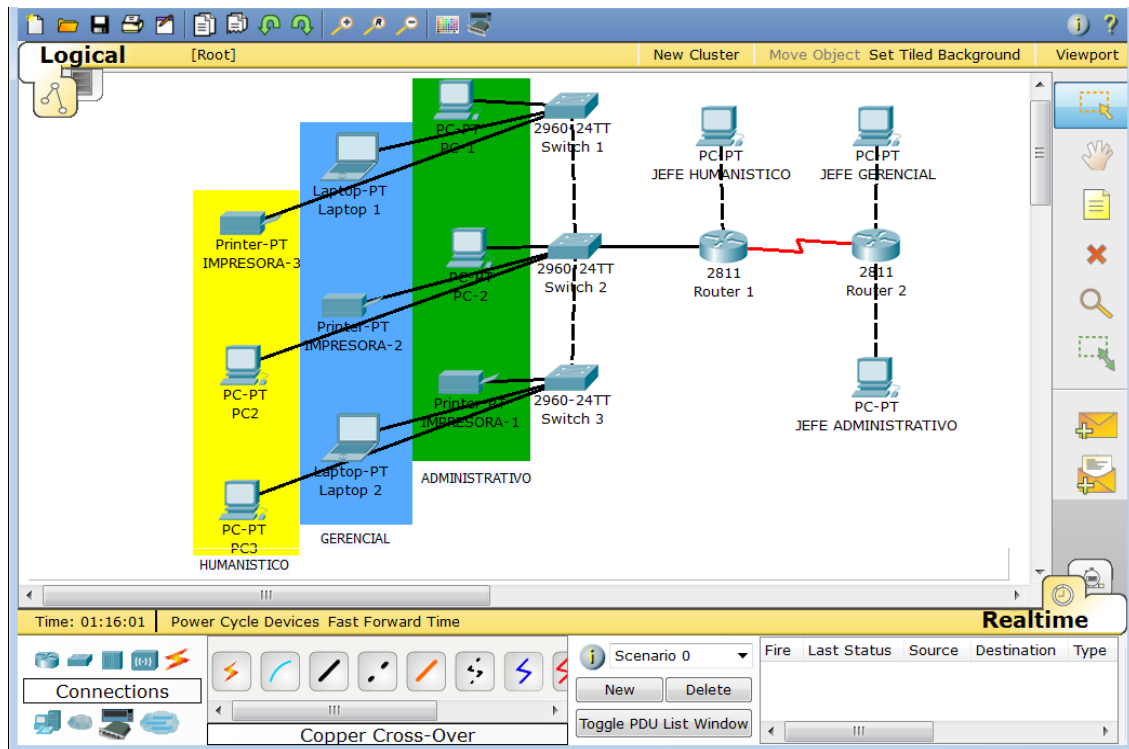 Logical
[Root]
New Cluster
Move Object
Set Tiled Background
Viewport
PC-PT
PC-1
2960-24TT
Switch 1
PC-PT
JEFE HUMANISTICO
PC-PT
JEFE GERENCIAL
Laptop-PT
Laptop 1
Printer-PT
IMPRESORA-3
PC-PT
PC-2
2960-24TT
Switch 2
2811
Router 1
2811
Router 2
Printer-PT
IMPRESORA-2
PC-PT
PC2
Printer-PT
IMPRESORA-1
2960-24TT
Switch 3
PC-PT
JEFE ADMINISTRATIVO
Laptop-PT
Laptop 2
ADMINISTRATIVO
PC-PT
PC3
GERENCIAL
HUMANISTICO
Time: 01:16:01
Power Cycle Devices Fast Forward Time
Realtime
Connections
Copper Cross-Over
Scenario 0
New
Delete
Toggle PDU List Window
Fire
Last Status
Source
Destination
Type